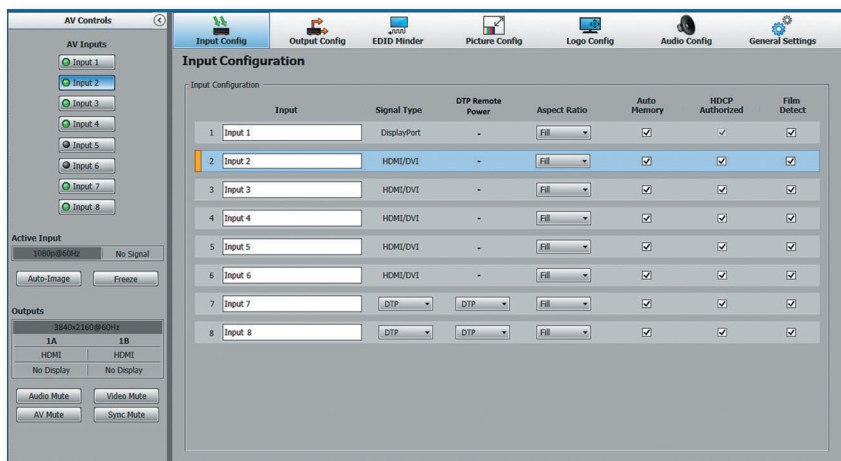 AV Controls
AV Inputs
Input 1
Input 2
Input 3
Input 4
Input 5
Input 6
Input 7
Input 8
Active Input
1080p@60Hz No Signal
Auto-Image Freeze
Outputs
3840x2160@60Hz
1A 1B
HDMI HDMI
No Display No Display
Audio Mute Video Mute
AV Mute Sync Mute
Input Config Output Config EDID Minder Picture Config Logo Config Audio Config General Settings
Input Configuration
Input Configuration
Input Signal Type DTP Remote Power Aspect Ratio Auto Memory HDCP Authorized Film Detect
1 Input 1 DisplayPort - Fill
2 Input 2 HDMI/DVI - Fill
3 Input 3 HDMI/DVI - Fill
4 Input 4 HDMI/DVI - Fill
5 Input 5 HDMI/DVI - Fill
6 Input 6 HDMI/DVI - Fill
7 Input 7 DTP DTP Fill
8 Input 8 DTP DTP Fill